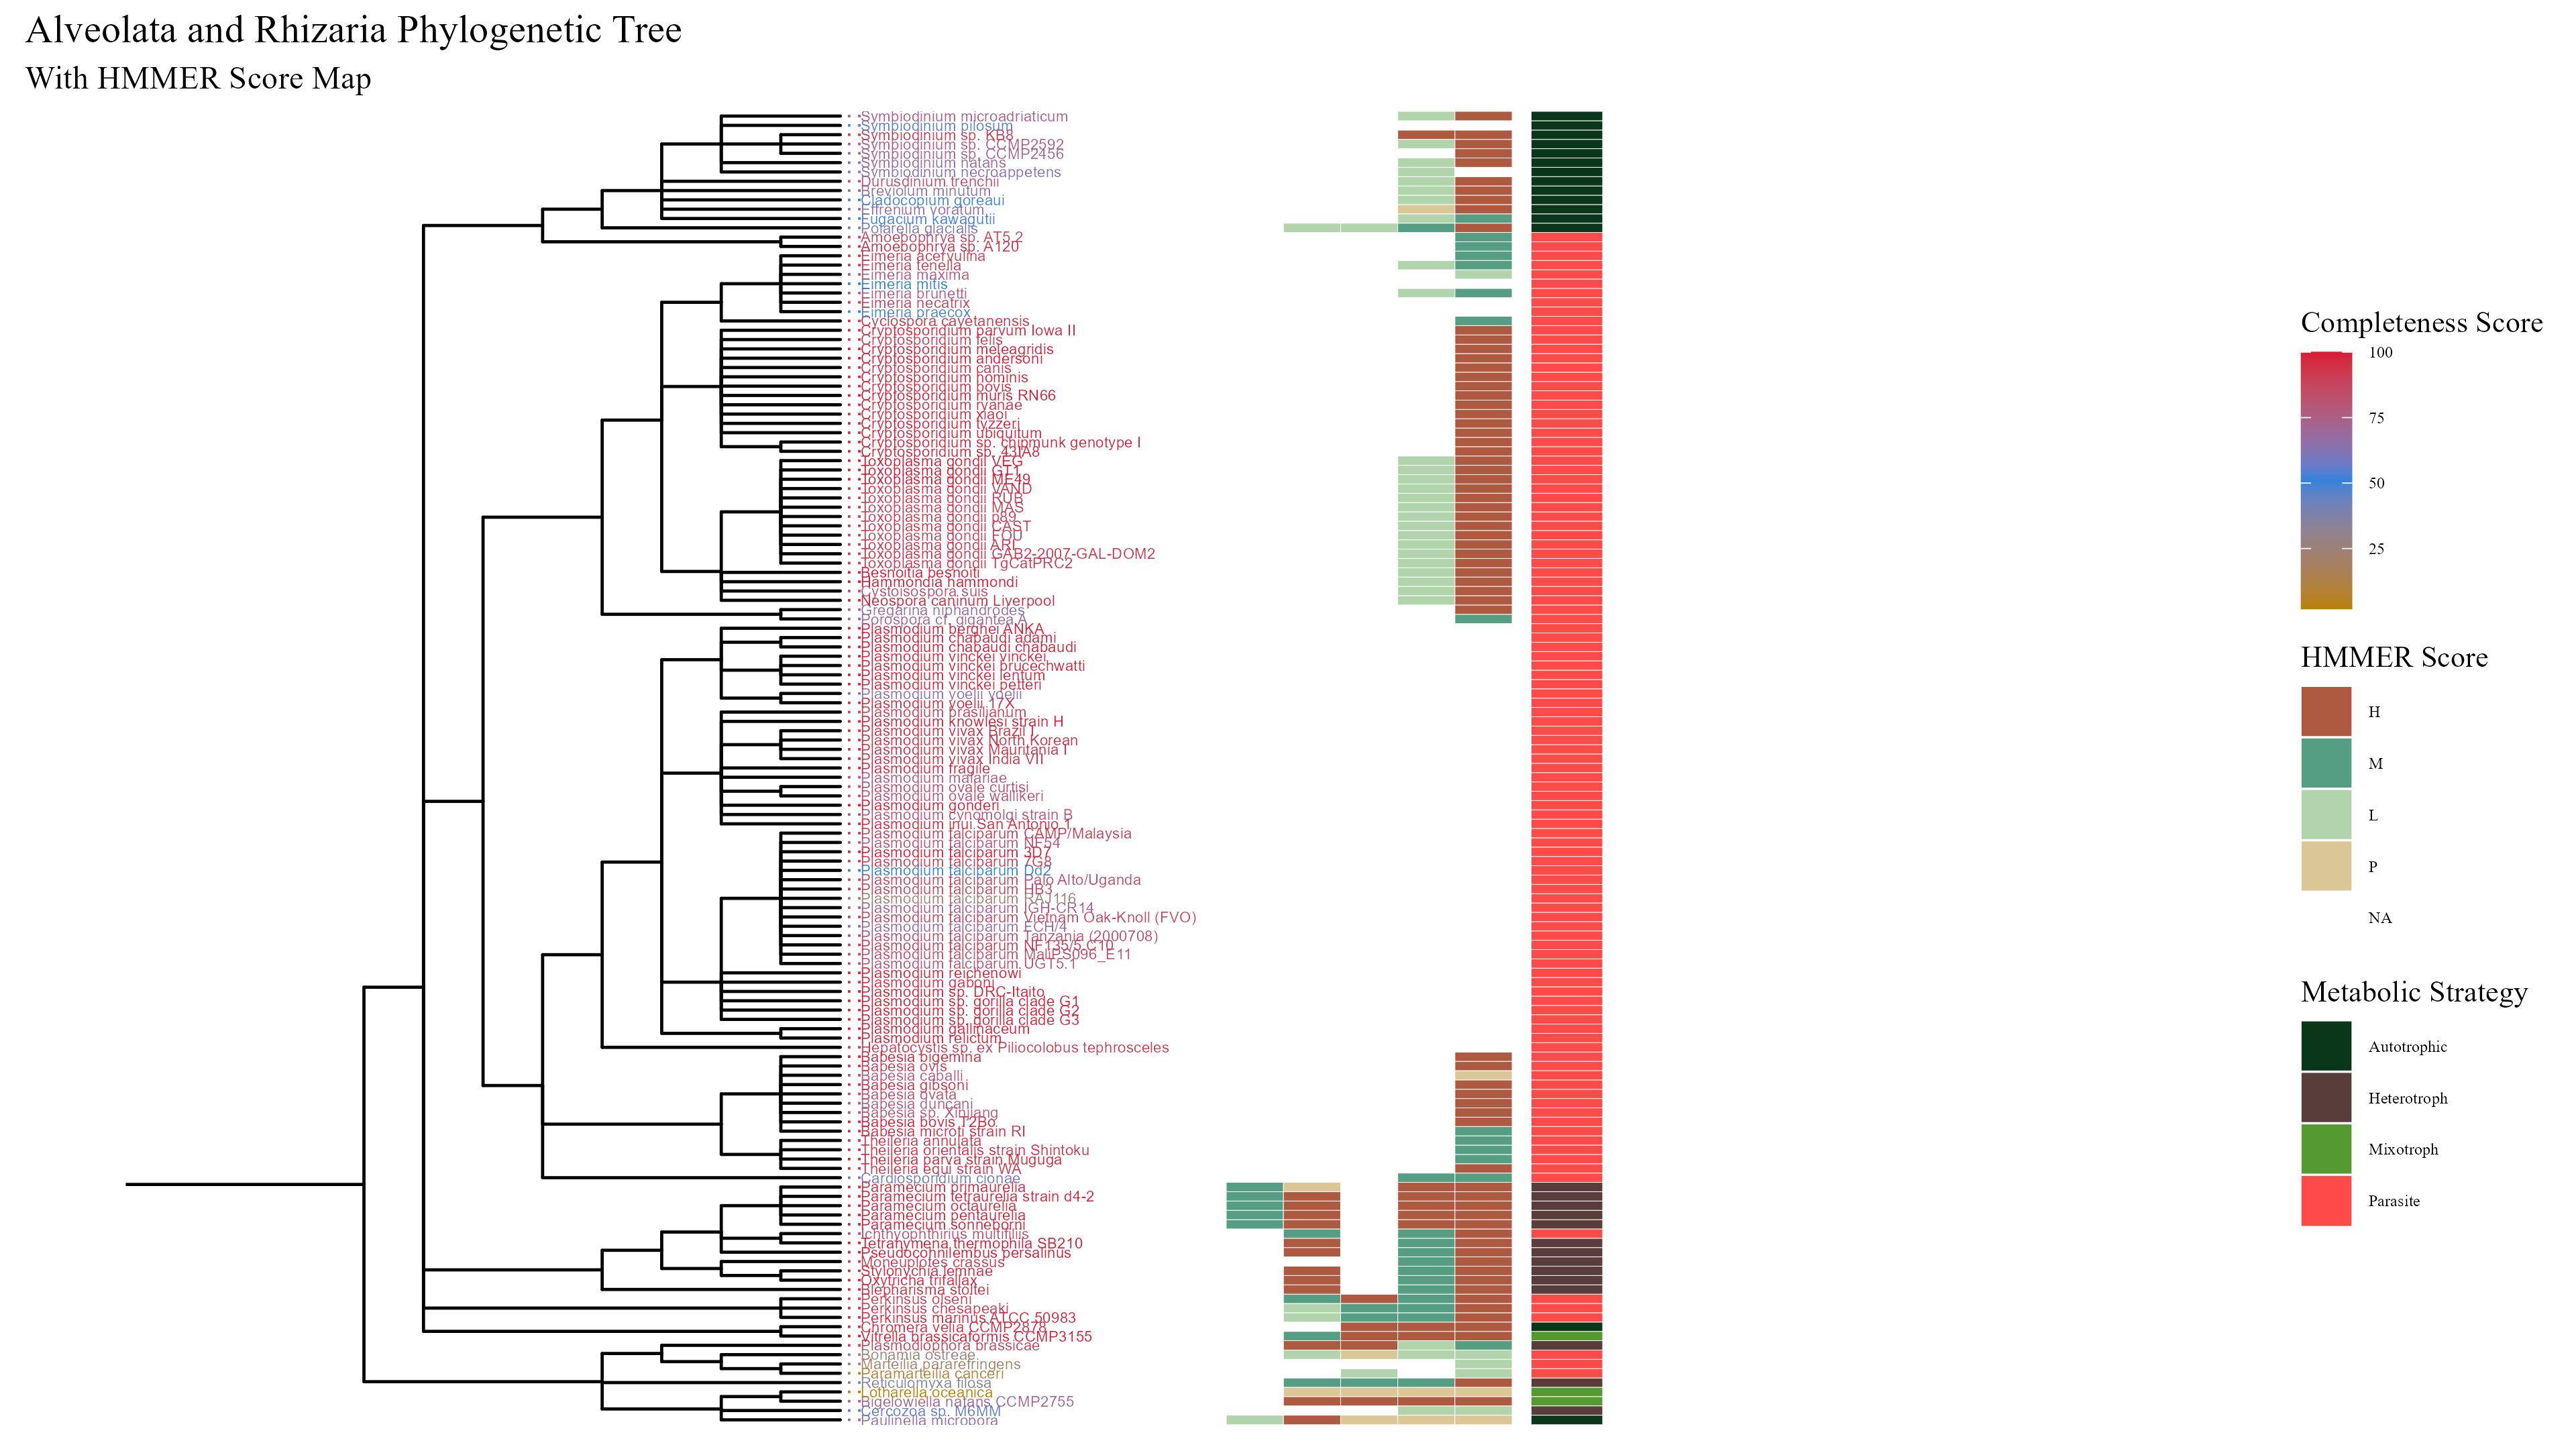 Alveolata and Rhizaria Phylogenetic Tree
With HMMER Score Map
Symbiodinium microadriaticum
Symbiodinium pilosum
Symbiodinium sp. KB8
Symbiodinium sp. CCMP2592
Symbiodinium sp. CCMP2456
Symbiodinium natans
Symbiodinium necroappetens
Durusdinium trenchii
Breviolum minutum
Cladocopium goreaui
Effrenium voratum
Fugacium kawagutii
Polarella glacialis
Amoebophrya sp. AT5.2
Amoebophrya sp. A120
Eimeria acervulina
Eimeria tenella
Eimeria maxima
Eimeria mitis
Eimeria brunetti
Eimeria necatrix
Eimeria praecox
Cyclospora cayetanensis
Cryptosporidium parvum Iowa II
Cryptosporidium felis
Cryptosporidium meleagridis
Cryptosporidium andersoni
Cryptosporidium canis
Cryptosporidium hominis
Cryptosporidium bovis
Cryptosporidium muris RN66
Cryptosporidium ryanae
Cryptosporidium xiaoi
Cryptosporidium tyzzeri
Cryptosporidium ubiquitum
Cryptosporidium sp. chipmunk genotype I
Cryptosporidium sp. 43IA8
Toxoplasma gondii VEG
Toxoplasma gondii GT1
Toxoplasma gondii ME49
Toxoplasma gondii VAND
Toxoplasma gondii RUB
Toxoplasma gondii MAS
Toxoplasma gondii p89
Toxoplasma gondii CAST
Toxoplasma gondii FOU
Toxoplasma gondii ARI
Toxoplasma gondii GAB2-2007-GAL-DOM2
Toxoplasma gondii TgCatPRC2
Besnoitia besnoiti
Hammondia hammondi
Cystoisospora suis
Neospora caninum Liverpool
Gregarina niphandrodes
Porospora cf. gigantea A
Plasmodium berghei ANKA
Plasmodium chabaudi adami
Plasmodium chabaudi chabaudi
Plasmodium vinckei vinckei
Plasmodium vinckei brucechwatti
Plasmodium vinckei lentum
Plasmodium vinckei petteri
Plasmodium yoelii yoelii
Plasmodium yoelii 17X
Plasmodium brasilianum
Plasmodium knowlesi strain H
Plasmodium vivax Brazil I
Plasmodium vivax North Korean
Plasmodium vivax Mauritania I
Plasmodium vivax India VII
Plasmodium fragile
Plasmodium malariae
Plasmodium ovale curtisi
Plasmodium ovale wallikeri
Plasmodium gonderi
Plasmodium cynomolgi strain B
Plasmodium inui San Antonio 1
Plasmodium falciparum CAMP/Malaysia
Plasmodium falciparum NF54
Plasmodium falciparum 3D7
Plasmodium falciparum 7G8
Plasmodium falciparum Dd2
Plasmodium falciparum Palo Alto/Uganda
Plasmodium falciparum HB3
Plasmodium falciparum RAJ116
Plasmodium falciparum IGH-CR14
Plasmodium falciparum Vietnam Oak-Knoll (FVO)
Plasmodium falciparum ECH/4
Plasmodium falciparum Tanzania (2000708)
Plasmodium falciparum NF135/5.C10
Plasmodium falciparum MaliPS096_E11
Plasmodium falciparum UGT5.1
Plasmodium reichenowi
Plasmodium gaboni
Plasmodium sp. DRC-Itaito
Plasmodium sp. gorilla clade G1
Plasmodium sp. gorilla clade G2
Plasmodium sp. gorilla clade G3
Plasmodium gallinaceum
Plasmodium relictum
Hepatocystis sp. ex Piliocolobus tephrosceles
Babesia bigemina
Babesia ovis
Babesia caballi
Babesia gibsoni
Babesia ovata
Babesia duncani
Babesia sp. Xinjiang
Babesia bovis T2Bo
Babesia microti strain RI
Theileria annulata
Theileria orientalis strain Shintoku
Theileria parva strain Muguga
Theileria equi strain WA
Cardiosporidium cionae
Paramecium primaurelia
Paramecium tetraurelia strain d4-2
Paramecium octaurelia
Paramecium pentaurelia
Paramecium sonneborni
Ichthyophthirius multifiliis
Tetrahymena thermophila SB210
Pseudocohnilembus persalinus
Moneuplotes crassus
Stylonychia lemnae
Oxytricha trifallax
Blepharisma stoltei
Perkinsus olseni
Perkinsus chesapeaki
Perkinsus marinus ATCC 50983
Chromera velia CCMP2878
Vitrella brassicaformis CCMP3155
Plasmodiophora brassicae
Bonamia ostreae
Marteilia pararefringens
Paramarteilia canceri
Reticulomyxa filosa
Lotharella oceanica
Bigelowiella natans CCMP2755
Cercozoa sp. M6MM
Paulinella micropora
Completeness Score
100
75
50
25
HMMER Score
H
M
L
P
NA
Metabolic Strategy
Autotrophic
Heterotroph
Mixotroph
Parasite